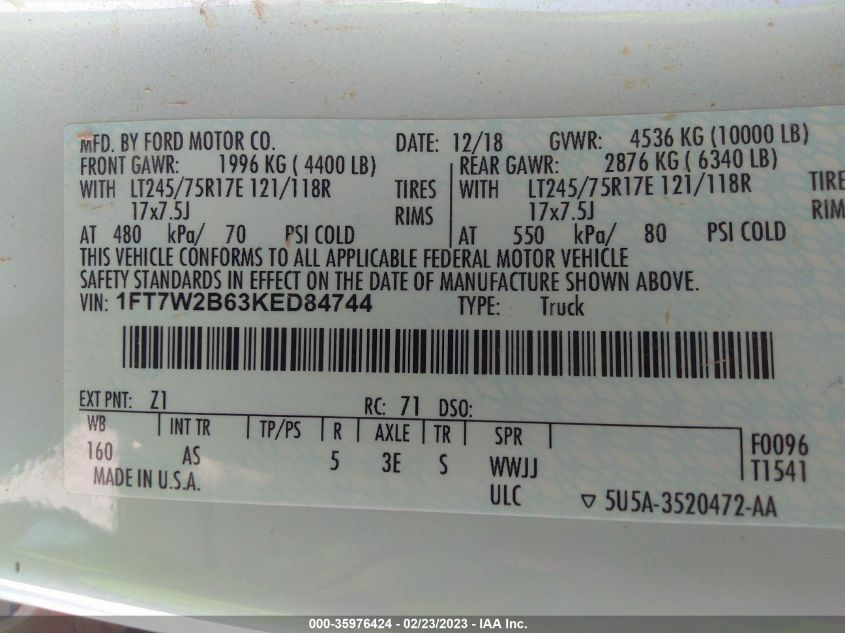 MFD. BY FORD MOTOR CO. DATE: 12/18 GVWR: 4536 KG (10000 LB)
FRONT GAWR: 1996 KG ( 4400 LB) REAR GAWR: 2876 KG ( 6340 LB)
WITH LT245/75R17E 121/118R TIRES WITH LT245/75R17E 121/118R TIRE
17x7.5J RIMS 17x7.5J RIM
AT 480 kPa/ 70 PSI COLD AT 550 kPa/ 80 PSI COLD
THIS VEHICLE CONFORMS TO ALL APPLICABLE FEDERAL MOTOR VEHICLE
SAFETY STANDARDS IN EFFECT ON THE DATE OF MANUFACTURE SHOWN ABOVE.
VIN: 1FT7W2B63KED84744 TYPE: Truck
EXT PNT: Z1 RC: 71 DSO:
WB INT TR TP/PS R AXLE TR SPR F0096
160 AS 5 3E S WWJJ T1541
MADE IN U.S.A. ULC ▽ 5U5A-3520472-AA
000-35976424 - 02/23/2023 - IAA Inc.